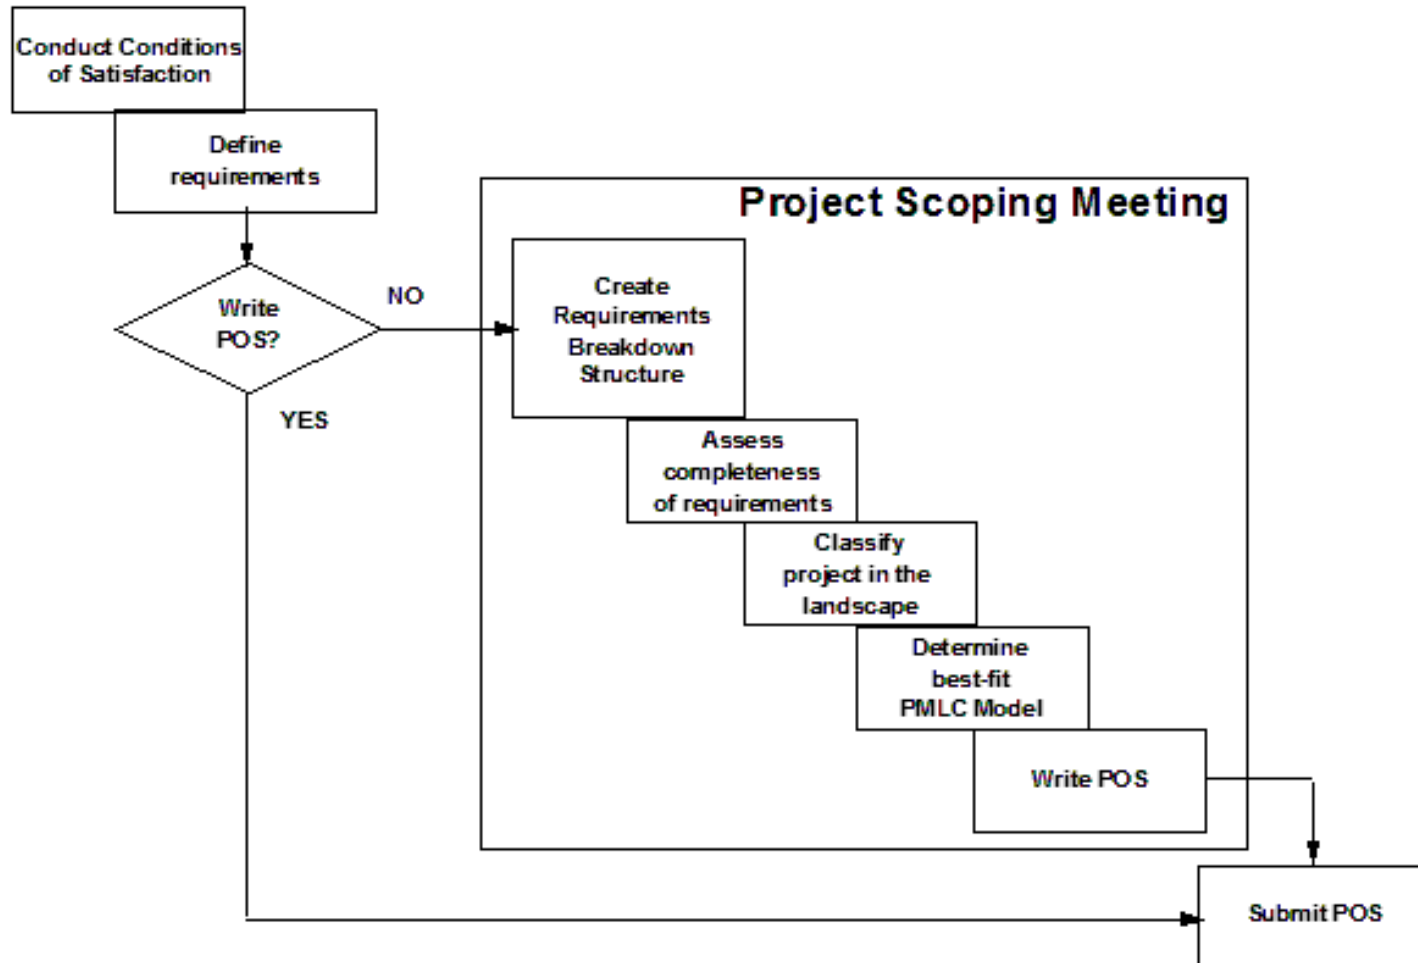 Conduct Conditions
of Satisfaction
Define
requirements
Project Scoping Meeting
Write
POS?
NO
YES
Create
Requirements
Breakdown
Structure
Assess
completeness
of requirements
Classify
project in the
landscape
Determine
best-fit
PMLC Model
Write POS
Submit POS